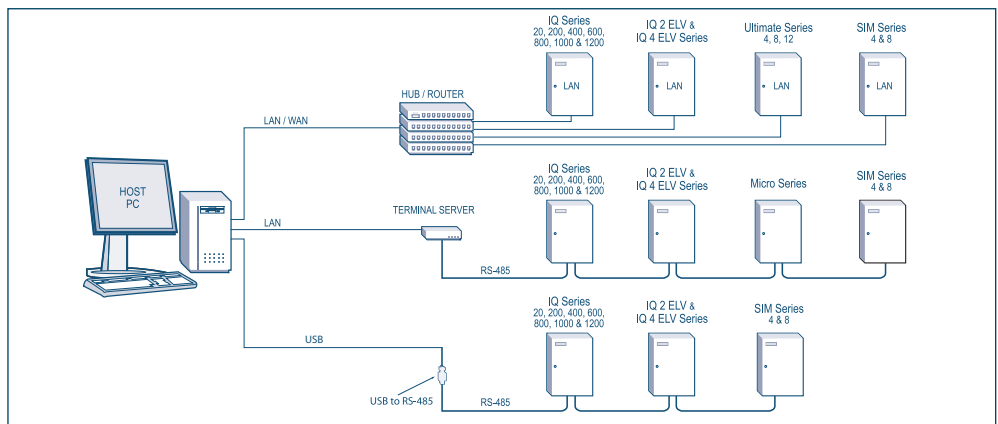 IQ Series
20, 200, 400, 600,
800, 1000 & 1200
IQ 2 ELV &
IQ 4 ELV Series
Ultimate Series
4, 8, 12
SIM Series
4 & 8
LAN
LAN
LAN
LAN
HUB / ROUTER
LAN / WAN
HOST
PC
LAN
TERMINAL SERVER
RS-485
IQ Series
20, 200, 400, 600,
800, 1000 & 1200
IQ 2 ELV &
IQ 4 ELV Series
Micro Series
SIM Series
4 & 8
USB
USB to RS-485
RS-485
IQ Series
20, 200, 400, 600,
800, 1000 & 1200
IQ 2 ELV &
IQ 4 ELV Series
SIM Series
4 & 8